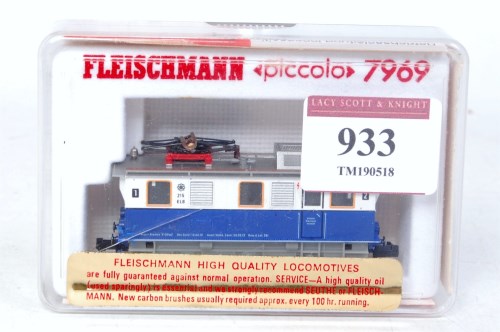 FLEISCHMANN ‹piccolo› 7969
LACY SCOTT & KNIGHT
933
TM190518
1
2
FLEISCHMANN HIGH QUALITY LOCOMOTIVES
are fully guaranteed against normal operation. SERVICE—A high quality oil
(used sparingly) is essential and we strongly recommend SEUTHE or FLEISCH-
MANN. New carbon brushes usually required approx. every 100 hr. running.